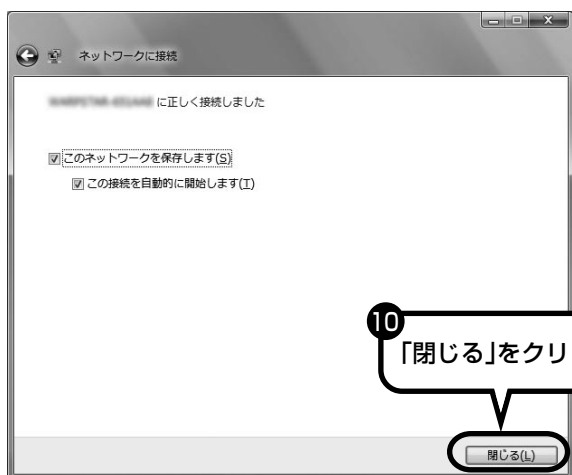 ネットワークに接続
に正しく接続しました
このネットワークを保存します(S)
この接続を自動的に開始します(T)
10
「閉じる」をクリ
閉じる(L)